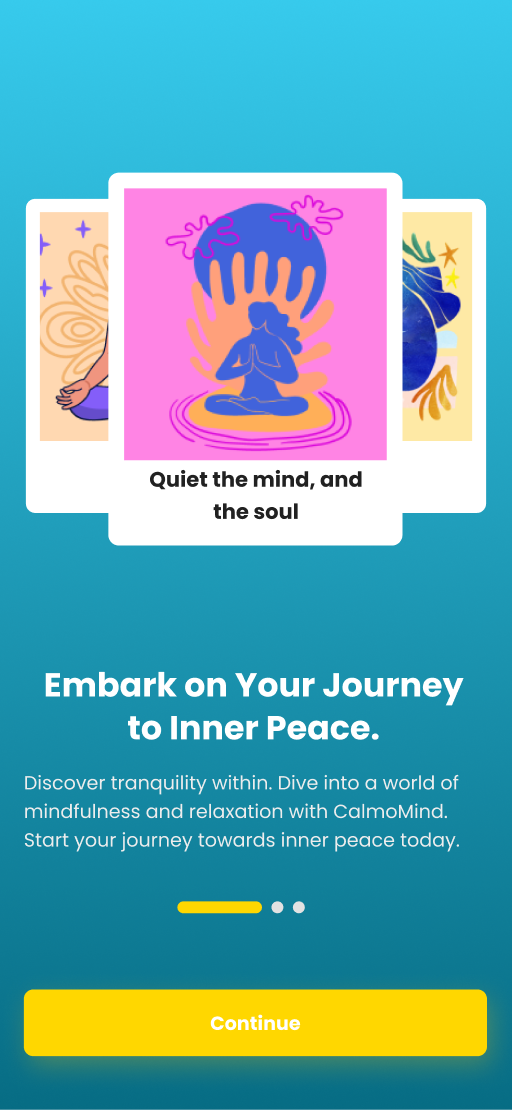 Quiet the mind, and
the soul
Embark on Your Journey
to Inner Peace.
Discover tranquility within. Dive into a world of
mindfulness and relaxation with CalmoMind.
Start your journey towards inner peace today.
Continue